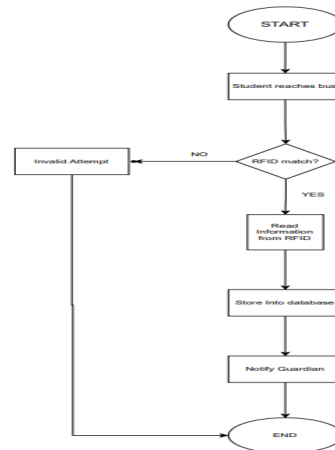 START
Student reaches bus
RFID match?
NO
Invalid Attempt
YES
Read
Information
from RFID
Store Into database
Notify Guardian
END